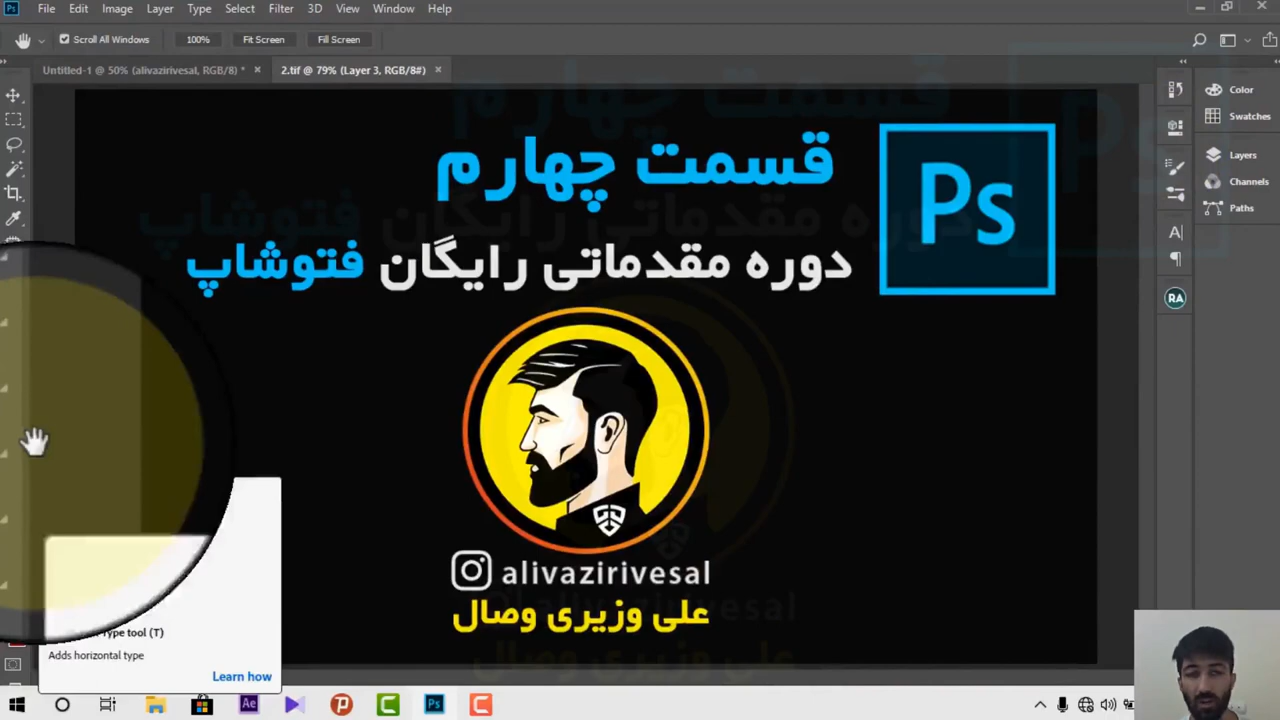 File Edit Image Layer Type Select Filter 3D View Window Help
Scroll All Windows 100% Fit Screen Fill Screen
Untitled-1 @ 50% (alivazirivesal, RGB/8) * × 2.tif @ 79% (Layer 3, RGB/8#) ×
قسمت چهارم
Ps
دوره مقدماتی رایگان فتوشاپ
alivazirivesal
علی وزیری وصال
Color
Swatches
Layers
Channels
Paths
RA
Type tool (T)
Adds horizontal type
Learn how
Ae
Ps